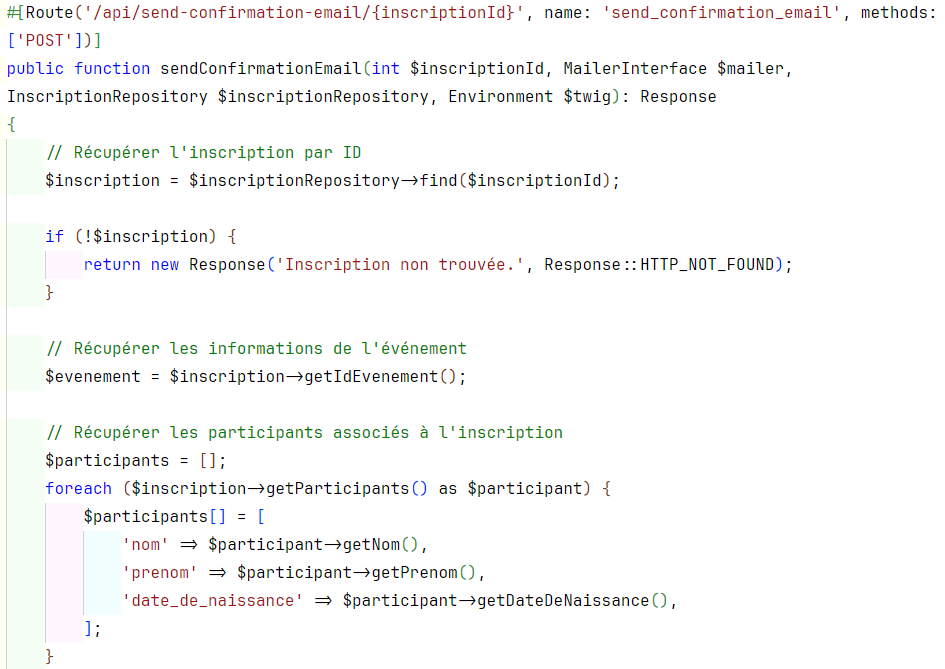 #[Route('/api/send-confirmation-email/{inscriptionId}', name: 'send_confirmation_email', methods:
['POST'])]
public function sendConfirmationEmail(int $inscriptionId, MailerInterface $mailer,
InscriptionRepository $inscriptionRepository, Environment $twig): Response
{
    // Récupérer l'inscription par ID
    $inscription = $inscriptionRepository->find($inscriptionId);

    if (!$inscription) {
        return new Response('Inscription non trouvée.', Response::HTTP_NOT_FOUND);
    }

    // Récupérer les informations de l'événement
    $evenement = $inscription->getIdEvenement();

    // Récupérer les participants associés à l'inscription
    $participants = [];
    foreach ($inscription->getParticipants() as $participant) {
        $participants[] = [
            'nom' => $participant->getNom(),
            'prenom' => $participant->getPrenom(),
            'date_de_naissance' => $participant->getDateDeNaissance(),
        ];
    }